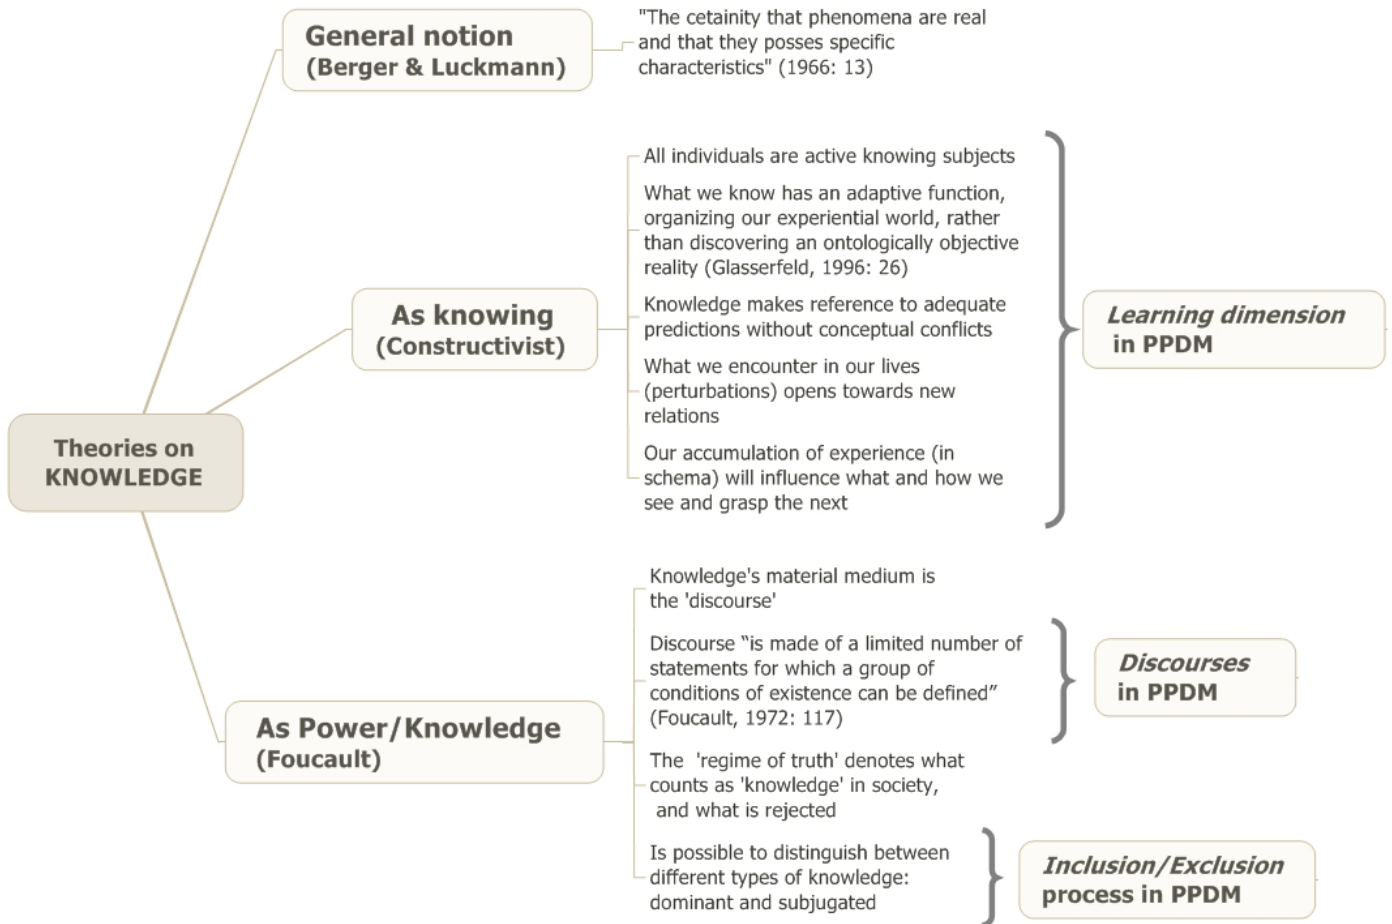 General notion
(Berger & Luckmann)
"The cetainity that phenomena are real
and that they posses specific
characteristics" (1966: 13)
All individuals are active knowing subjects
What we know has an adaptive function,
organizing our experiential world, rather
than discovering an ontologically objective
reality (Glasserfeld, 1996: 26)
As knowing
(Constructivist)
Knowledge makes reference to adequate
predictions without conceptual conflicts
Learning dimension
in PPDM
What we encounter in our lives
(perturbations) opens towards new
relations
Theories on
KNOWLEDGE
Our accumulation of experience (in
schema) will influence what and how we
see and grasp the next
Knowledge's material medium is
the 'discourse'
Discourse “is made of a limited number of
statements for which a group of
conditions of existence can be defined”
(Foucault, 1972: 117)
Discourses
in PPDM
As Power/Knowledge
(Foucault)
The 'regime of truth' denotes what
counts as 'knowledge' in society,
and what is rejected
Is possible to distinguish between
different types of knowledge:
dominant and subjugated
Inclusion/Exclusion
process in PPDM